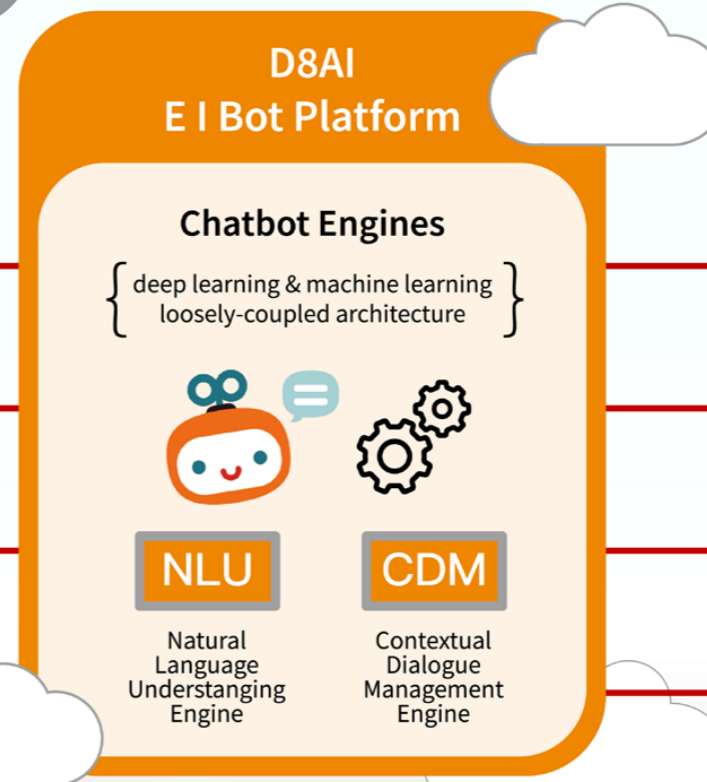 D8AI
E I Bot Platform
Chatbot Engines
deep learning & machine learning
loosely-coupled architecture
NLU
Natural
Language
Understanging
Engine
CDM
Contextual
Dialogue
Management
Engine